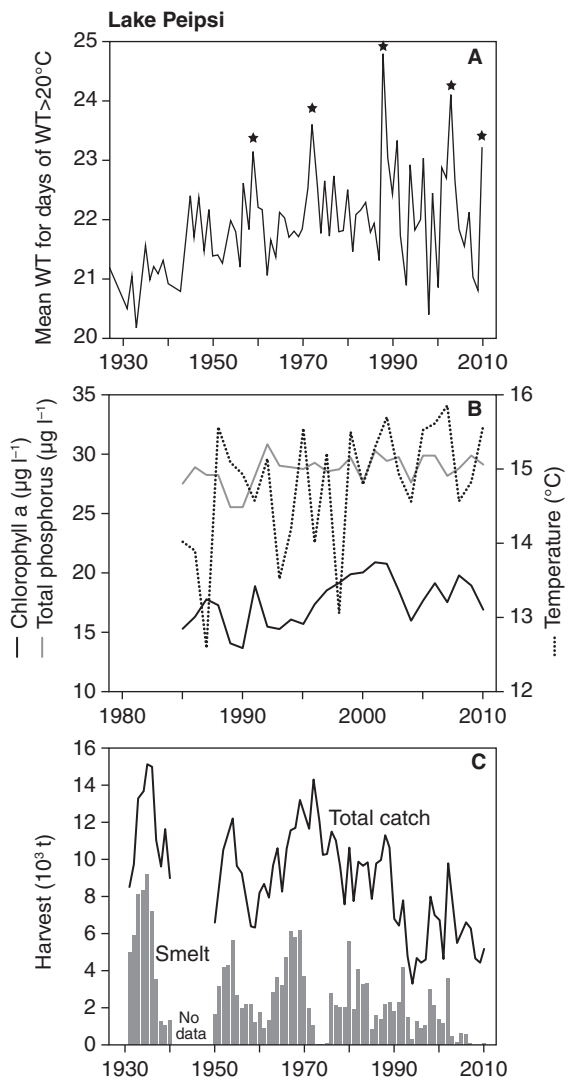 Lake Peipsi
A
Mean WT for days of WT>20°C
25
24
23
22
21
20
1930 1950 1970 1990 2010
B
Chlorophyll a (µg l⁻¹)
Total phosphorus (µg l⁻¹)
35
30
25
20
15
10
16
15
14
13
12
Temperature (°C)
1980 1990 2000 2010
C
Harvest (10³ t)
16
14
12
10
8
6
4
2
0
Total catch
Smelt
No
data
1930 1950 1970 1990 2010